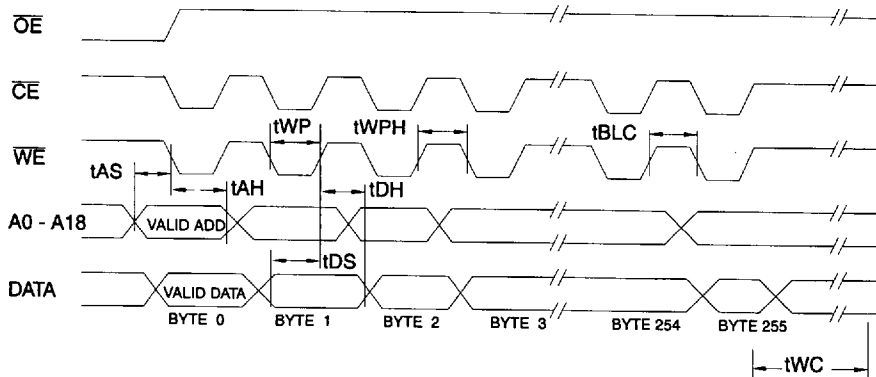 OE
CE
tWP tWPH tBLC
WE
tAS tAH tDH
A0 - A18 VALID ADD
tDS
DATA VALID DATA
BYTE 0 BYTE 1 BYTE 2 BYTE 3 BYTE 254 BYTE 255
tWC